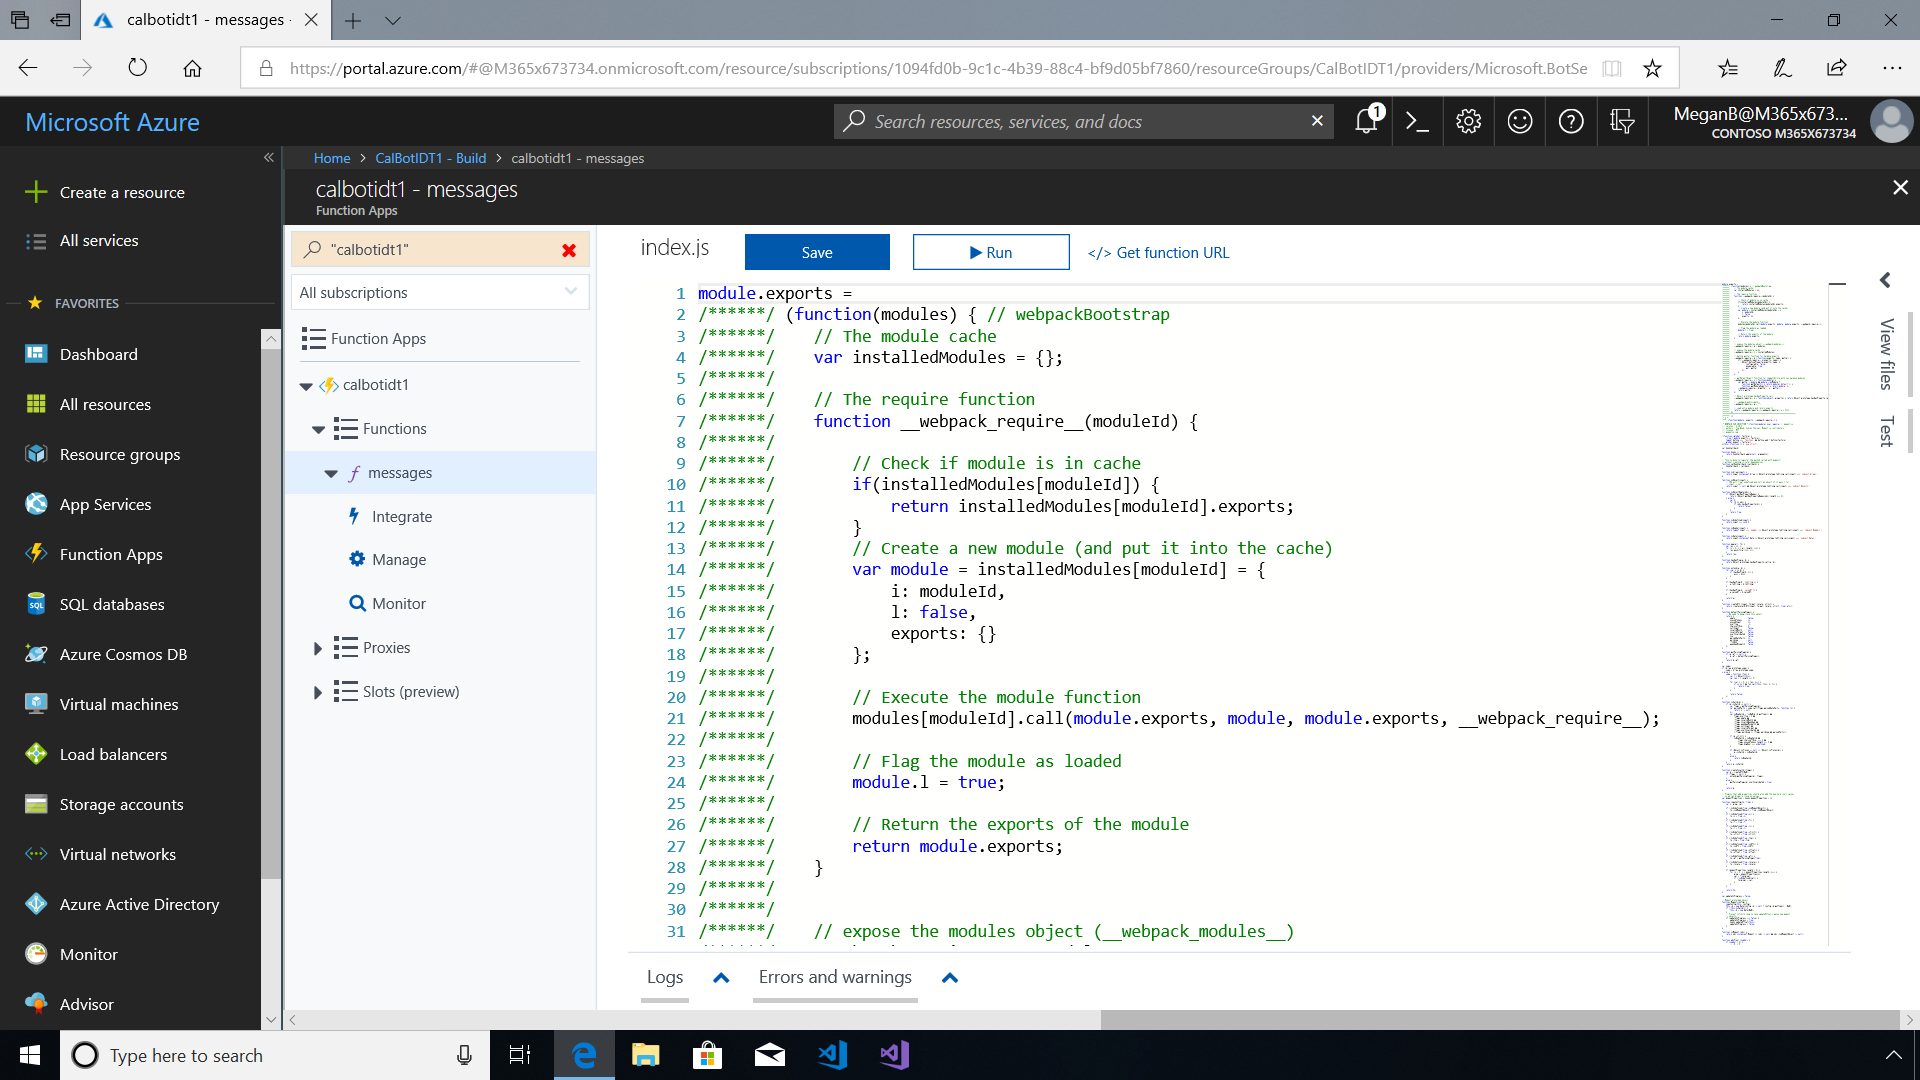 calbotidt1 - messages -
https://portal.azure.com/#@M365x673734.onmicrosoft.com/resource/subscriptions/1094fd0b-9c1c-4b39-88c4-bf9d05bf7860/resourceGroups/CalBotIDT1/providers/Microsoft.BotSe
Microsoft Azure
Search resources, services, and docs
1
MeganB@M365x673...
CONTOSO M365X673734
Home > CalBotIDT1 - Build > calbotidt1 - messages
calbotidt1 - messages
Function Apps
Create a resource
All services
FAVORITES
Dashboard
All resources
Resource groups
App Services
Function Apps
SQL databases
Azure Cosmos DB
Virtual machines
Load balancers
Storage accounts
Virtual networks
Azure Active Directory
Monitor
Advisor
"calbotidt1"
All subscriptions
Function Apps
calbotidt1
Functions
messages
Integrate
Manage
Monitor
Proxies
Slots (preview)
index.js
Save
Run
</> Get function URL
1 module.exports =
2 /******/ (function(modules) { // webpackBootstrap
3 /******/ // The module cache
4 /******/ var installedModules = {};
5 /******/
6 /******/ // The require function
7 /******/ function __webpack_require__(moduleId) {
8 /******/
9 /******/ // Check if module is in cache
10 /******/ if(installedModules[moduleId]) {
11 /******/ return installedModules[moduleId].exports;
12 /******/ }
13 /******/ // Create a new module (and put it into the cache)
14 /******/ var module = installedModules[moduleId] = {
15 /******/ i: moduleId,
16 /******/ l: false,
17 /******/ exports: {}
18 /******/ };
19 /******/
20 /******/ // Execute the module function
21 /******/ modules[moduleId].call(module.exports, module, module.exports, __webpack_require__);
22 /******/
23 /******/ // Flag the module as loaded
24 /******/ module.l = true;
25 /******/
26 /******/ // Return the exports of the module
27 /******/ return module.exports;
28 /******/ }
29 /******/
30 /******/
31 /******/ // expose the modules object (__webpack_modules__)
View files
Test
Logs
Errors and warnings
Type here to search